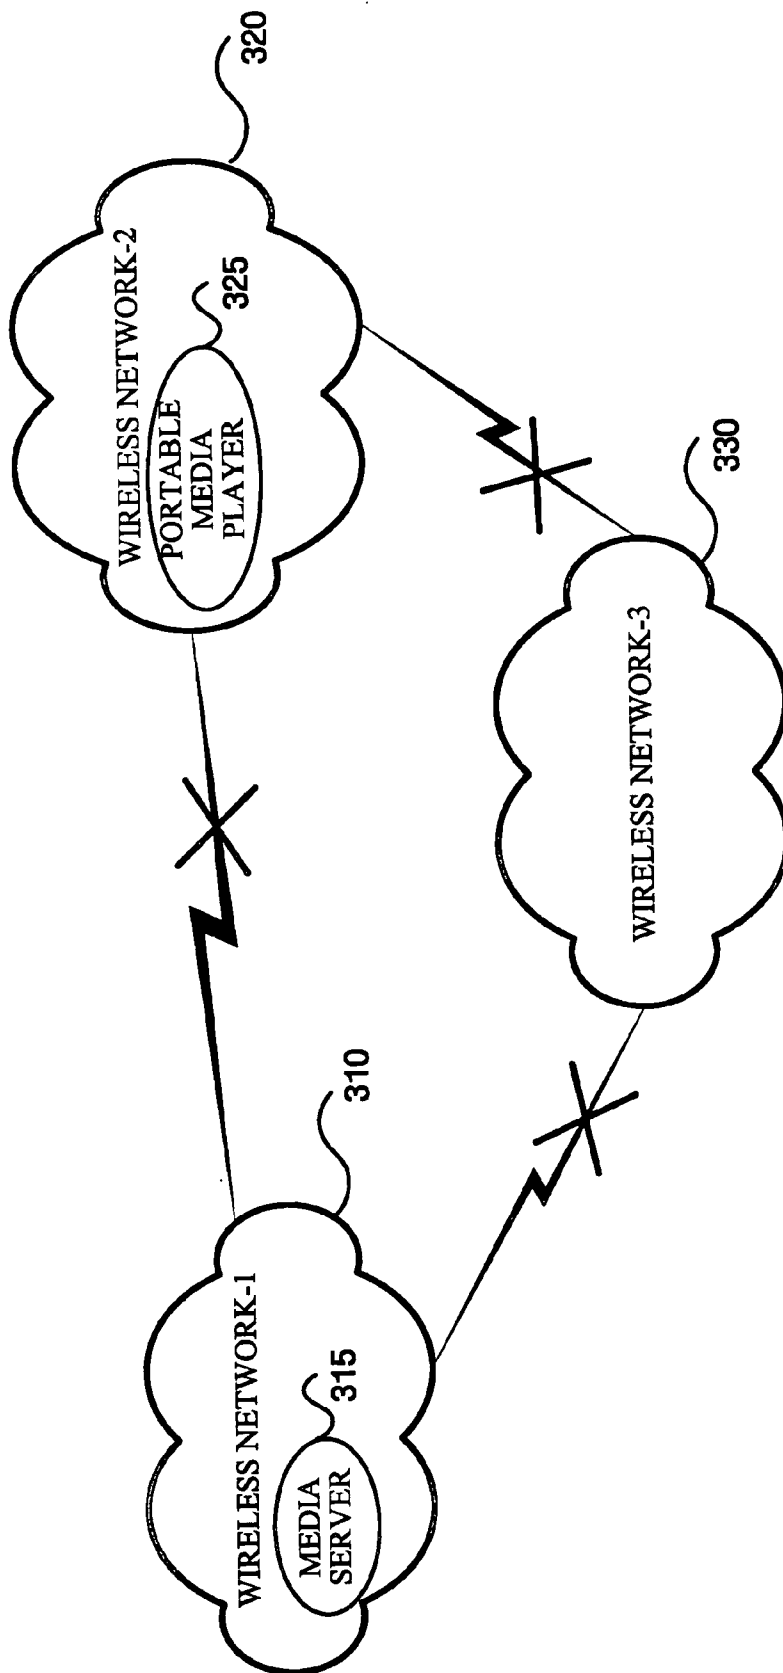 WIRELESS NETWORK-1
MEDIA
SERVER
315
310
WIRELESS NETWORK-2
PORTABLE
MEDIA
PLAYER
325
320
WIRELESS NETWORK-3
330